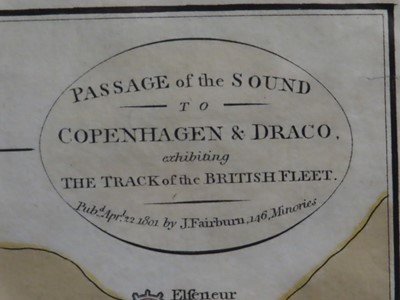 PASSAGE of the SOUND
TO
COPENHAGEN & DRACO.
exhibiting
THE TRACK of the BRITISH FLEET.
Pubd. Aprl. 22 1801 by J. Fairburn, 146, Minories
Elseneur